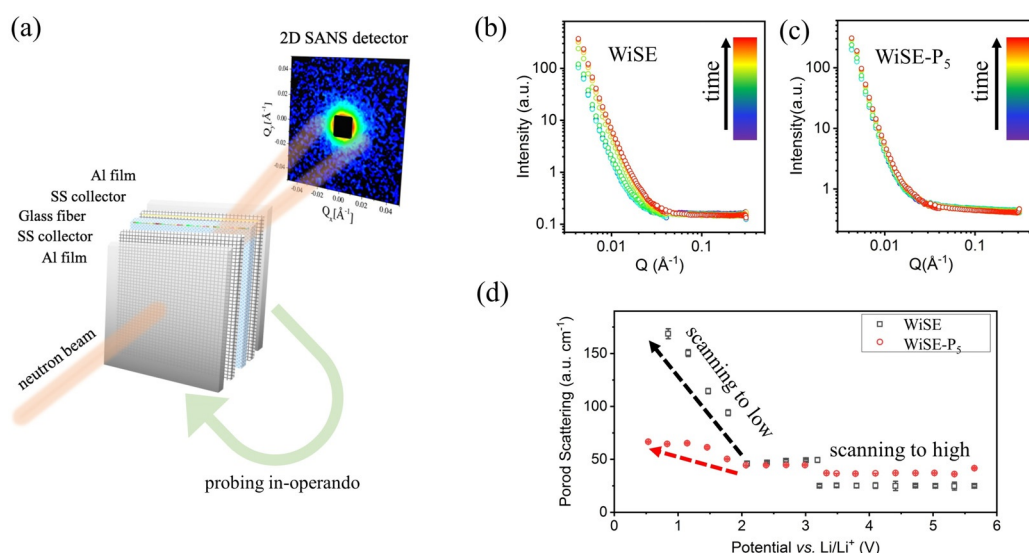 (a)
2D SANS detector
0.04
0.02
0.00
-0.02
-0.04
Qy[Å⁻¹]
-0.04 -0.02 0.00 0.02 0.04
Qx[Å⁻¹]
Al film
SS collector
Glass fiber
SS collector
Al film
neutron beam
probing in-operando
(b)
WiSE
time
100
10
1
0.1
Intensity (a.u.)
0.01 0.1
Q (Å⁻¹)
(c)
WiSE-P₅
time
100
10
1
Intensity(a.u.)
0.01 0.1
Q(Å⁻¹)
(d)
WiSE
WiSE-P₅
scanning to low
scanning to high
150
100
50
0
Porod Scattering (a.u. cm⁻¹)
0 1 2 3 4 5 6
Potential vs. Li/Li⁺ (V)